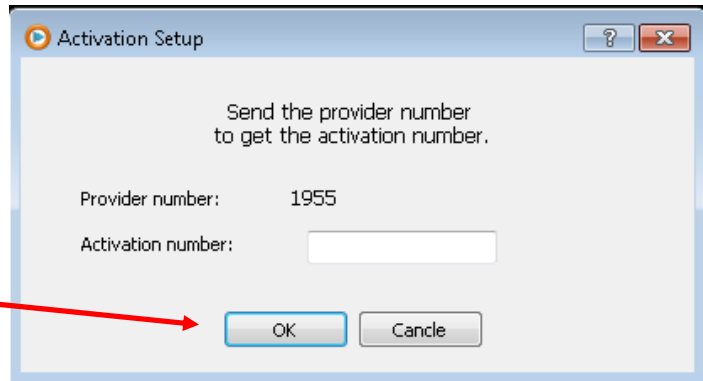 Activation Setup
Send the provider number
to get the activation number.
Provider number: 1955
Activation number:
OK Cancle